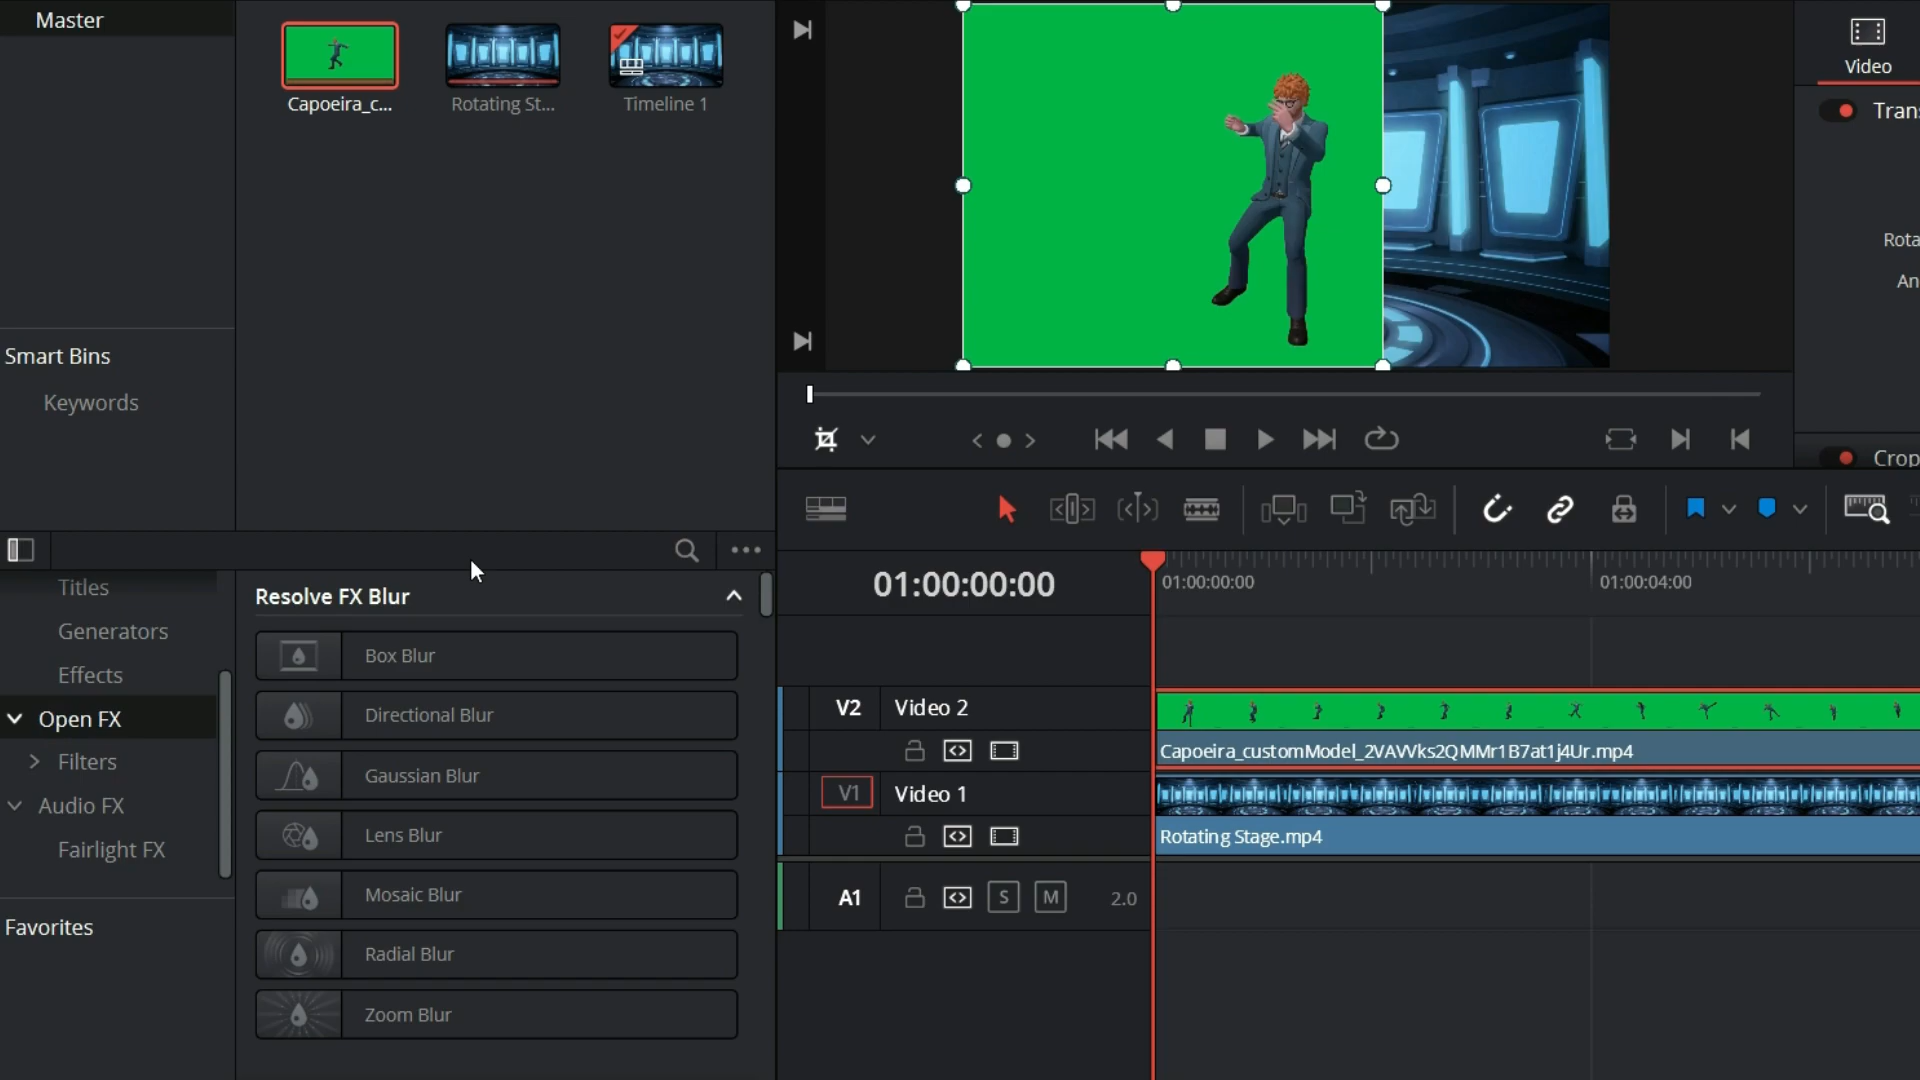 Master
Capoeira_c...
Rotating St...
Timeline 1
Video
Rota
Smart Bins
Keywords
Titles
Generators
Effects
Open FX
Filters
Audio FX
Fairlight FX
Favorites
Resolve FX Blur
Box Blur
Directional Blur
Gaussian Blur
Lens Blur
Mosaic Blur
Radial Blur
Zoom Blur
Trans
An
Crop
01:00:00:00
01:00:00:00
01:00:04:00
V2 Video 2
Capoeira_customModel_2VAVVks2QMMr1B7at1j4Ur.mp4
V1 Video 1
Rotating Stage.mp4
A1 S M 2.0